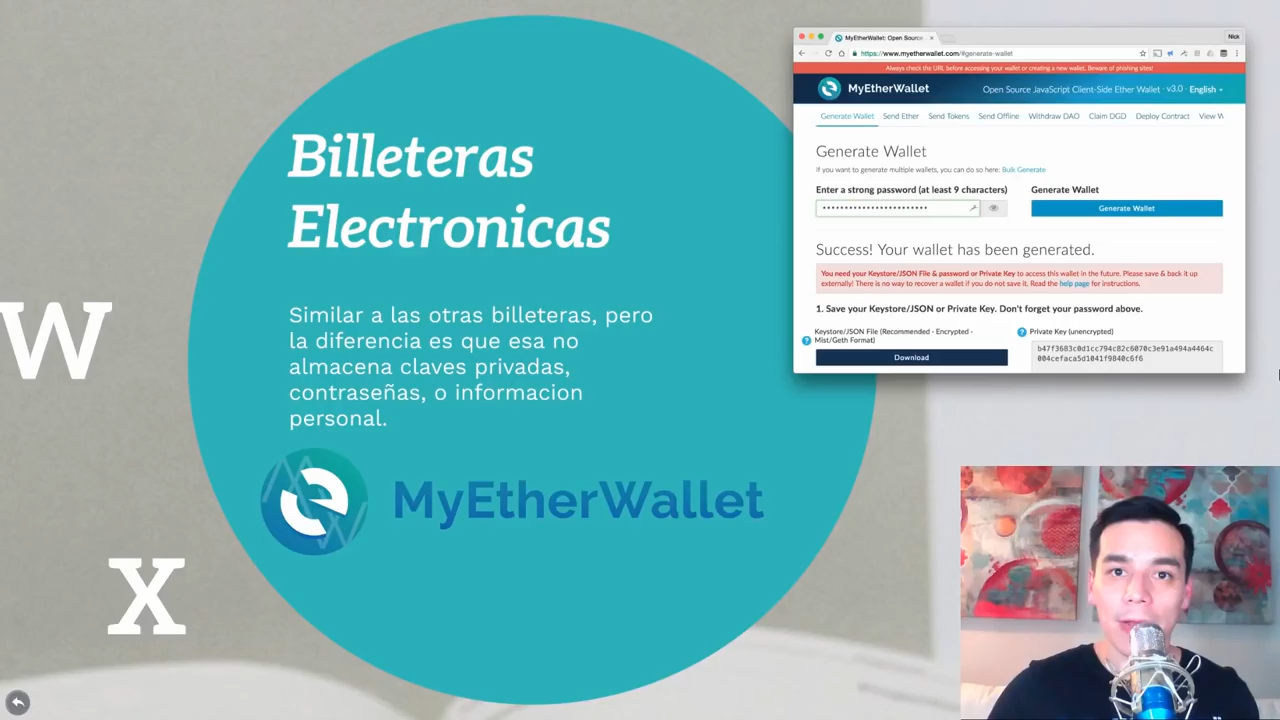 Billeteras
Electronicas
Similar a las otras billeteras, pero
la diferencia es que esa no
almacena claves privadas,
contraseñas, o informacion
personal.
MyEtherWallet
W
X
MyEtherWallet: Open Source
Nick
https://www.myetherwallet.com/#generate-wallet
Always check the URL before accessing your wallet or creating a new wallet. Beware of phishing sites!
MyEtherWallet
Open Source JavaScript Client-Side Ether Wallet · v3.0 · English
Generate Wallet Send Ether Send Tokens Send Offline Withdraw DAO Claim DGD Deploy Contract View W
Generate Wallet
If you want to generate multiple wallets, you can do so here: Bulk Generate
Enter a strong password (at least 9 characters)
Generate Wallet
Generate Wallet
Success! Your wallet has been generated.
You need your Keystore/JSON File & password or Private Key to access this wallet in the future. Please save & back it up
externally! There is no way to recover a wallet if you do not save it. Read the help page for instructions.
1. Save your Keystore/JSON or Private Key. Don't forget your password above.
Keystore/JSON File (Recommended · Encrypted ·
Mist/Geth Format)
Download
Private Key (unencrypted)
b47f3683c0d1cc794c82c6070c3e91a494a4464c
004cefaca5d1041f9840c6f6